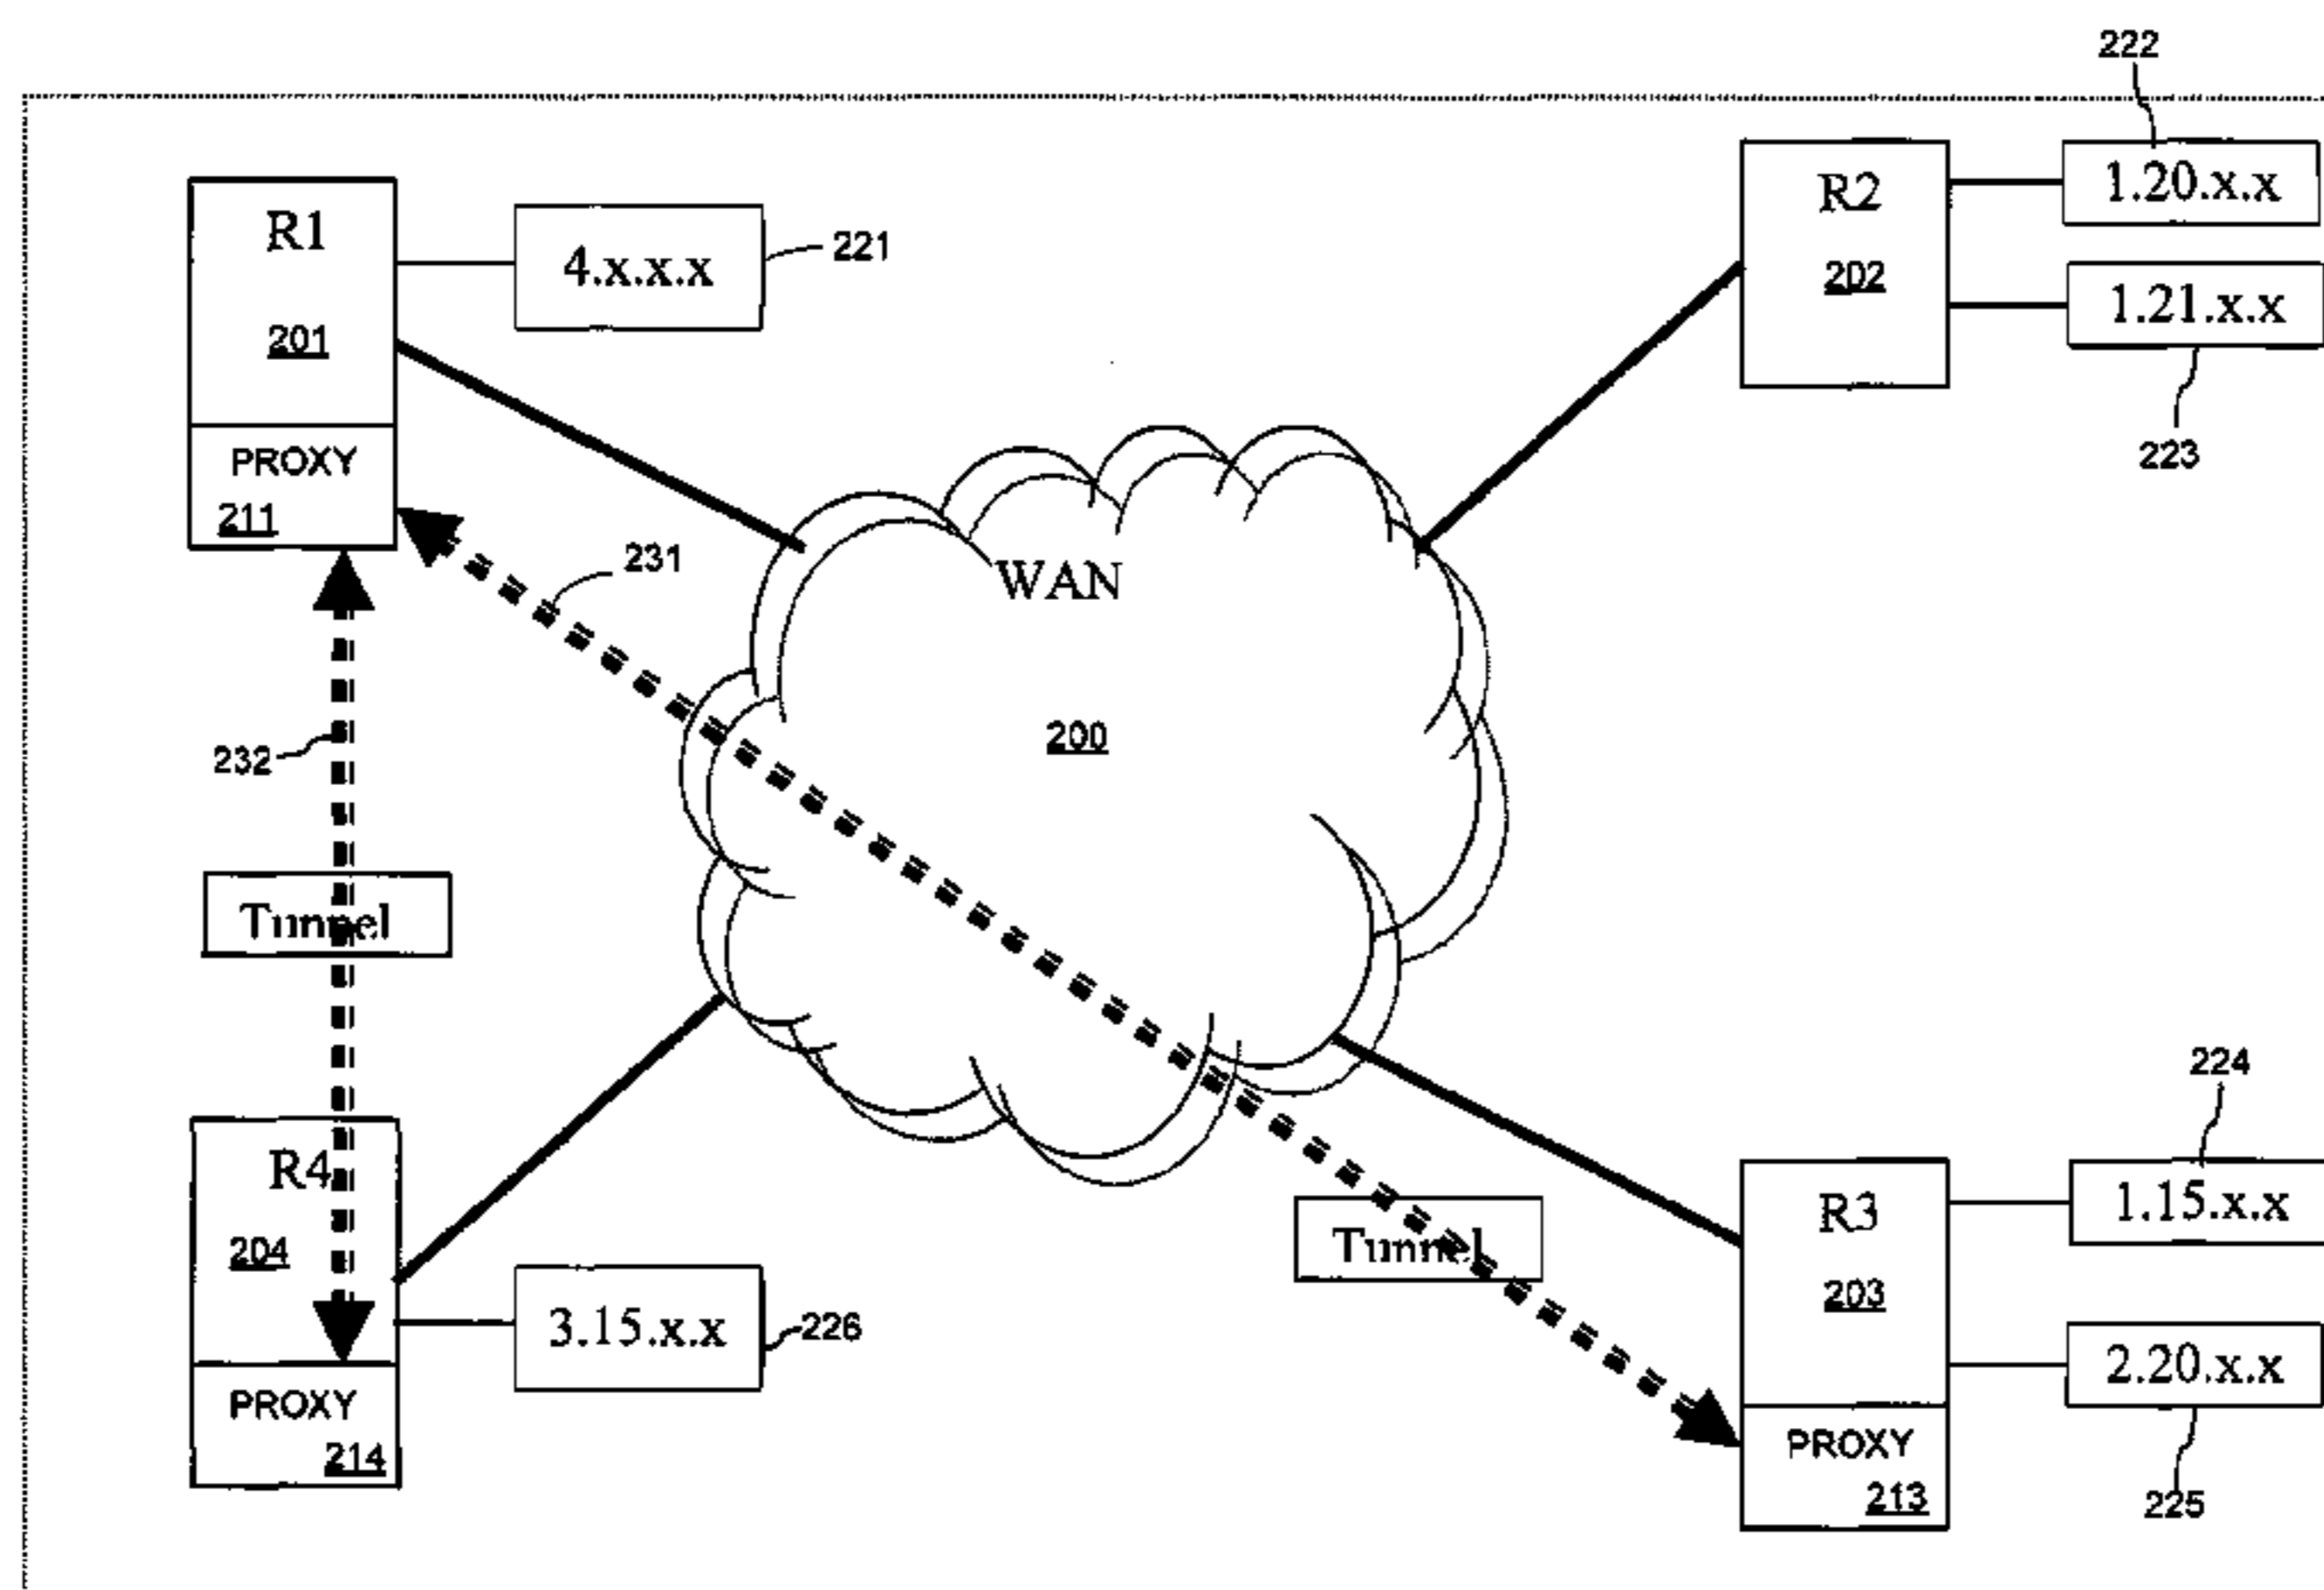 222
R1
201
PROXY
211
4.x.x.x
221
R2
202
1.20.x.x
1.21.x.x
223
231
WAN
200
232
Tunnel
R4
204
PROXY
214
3.15.x.x
226
Tunnel
R3
203
PROXY
213
224
1.15.x.x
2.20.x.x
225